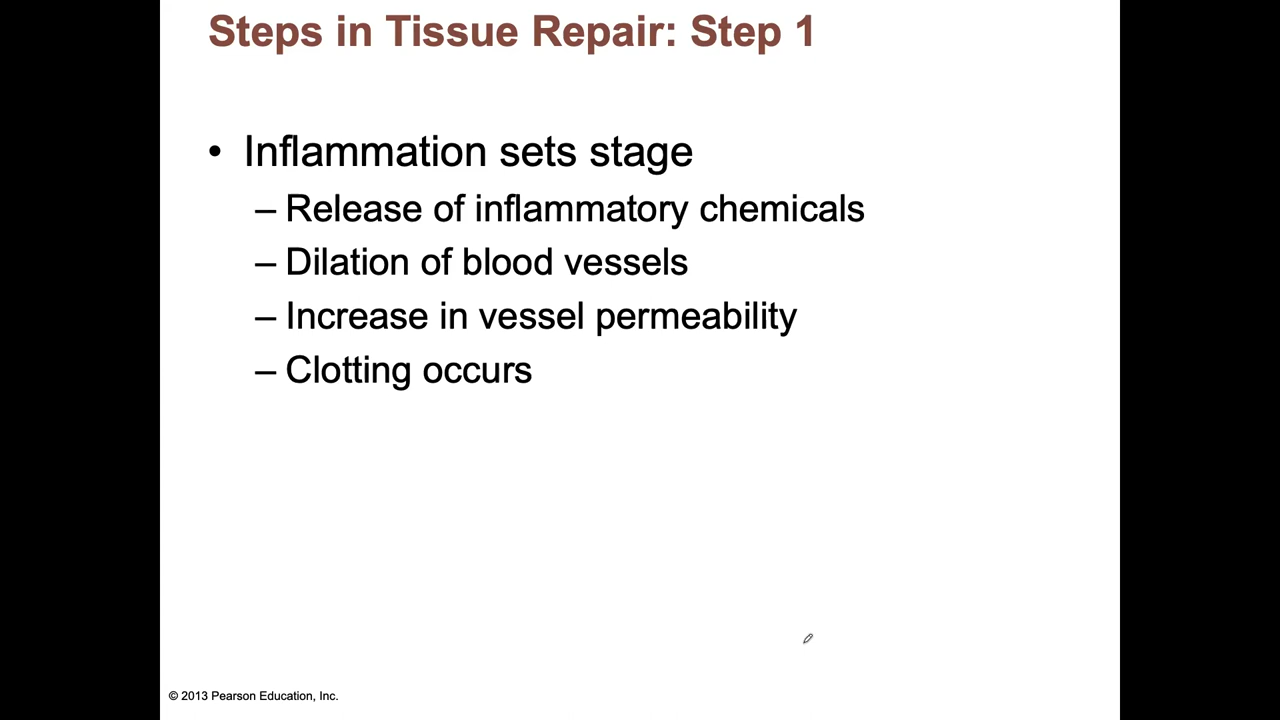 Steps in Tissue Repair: Step 1
• Inflammation sets stage
– Release of inflammatory chemicals
– Dilation of blood vessels
– Increase in vessel permeability
– Clotting occurs
© 2013 Pearson Education, Inc.